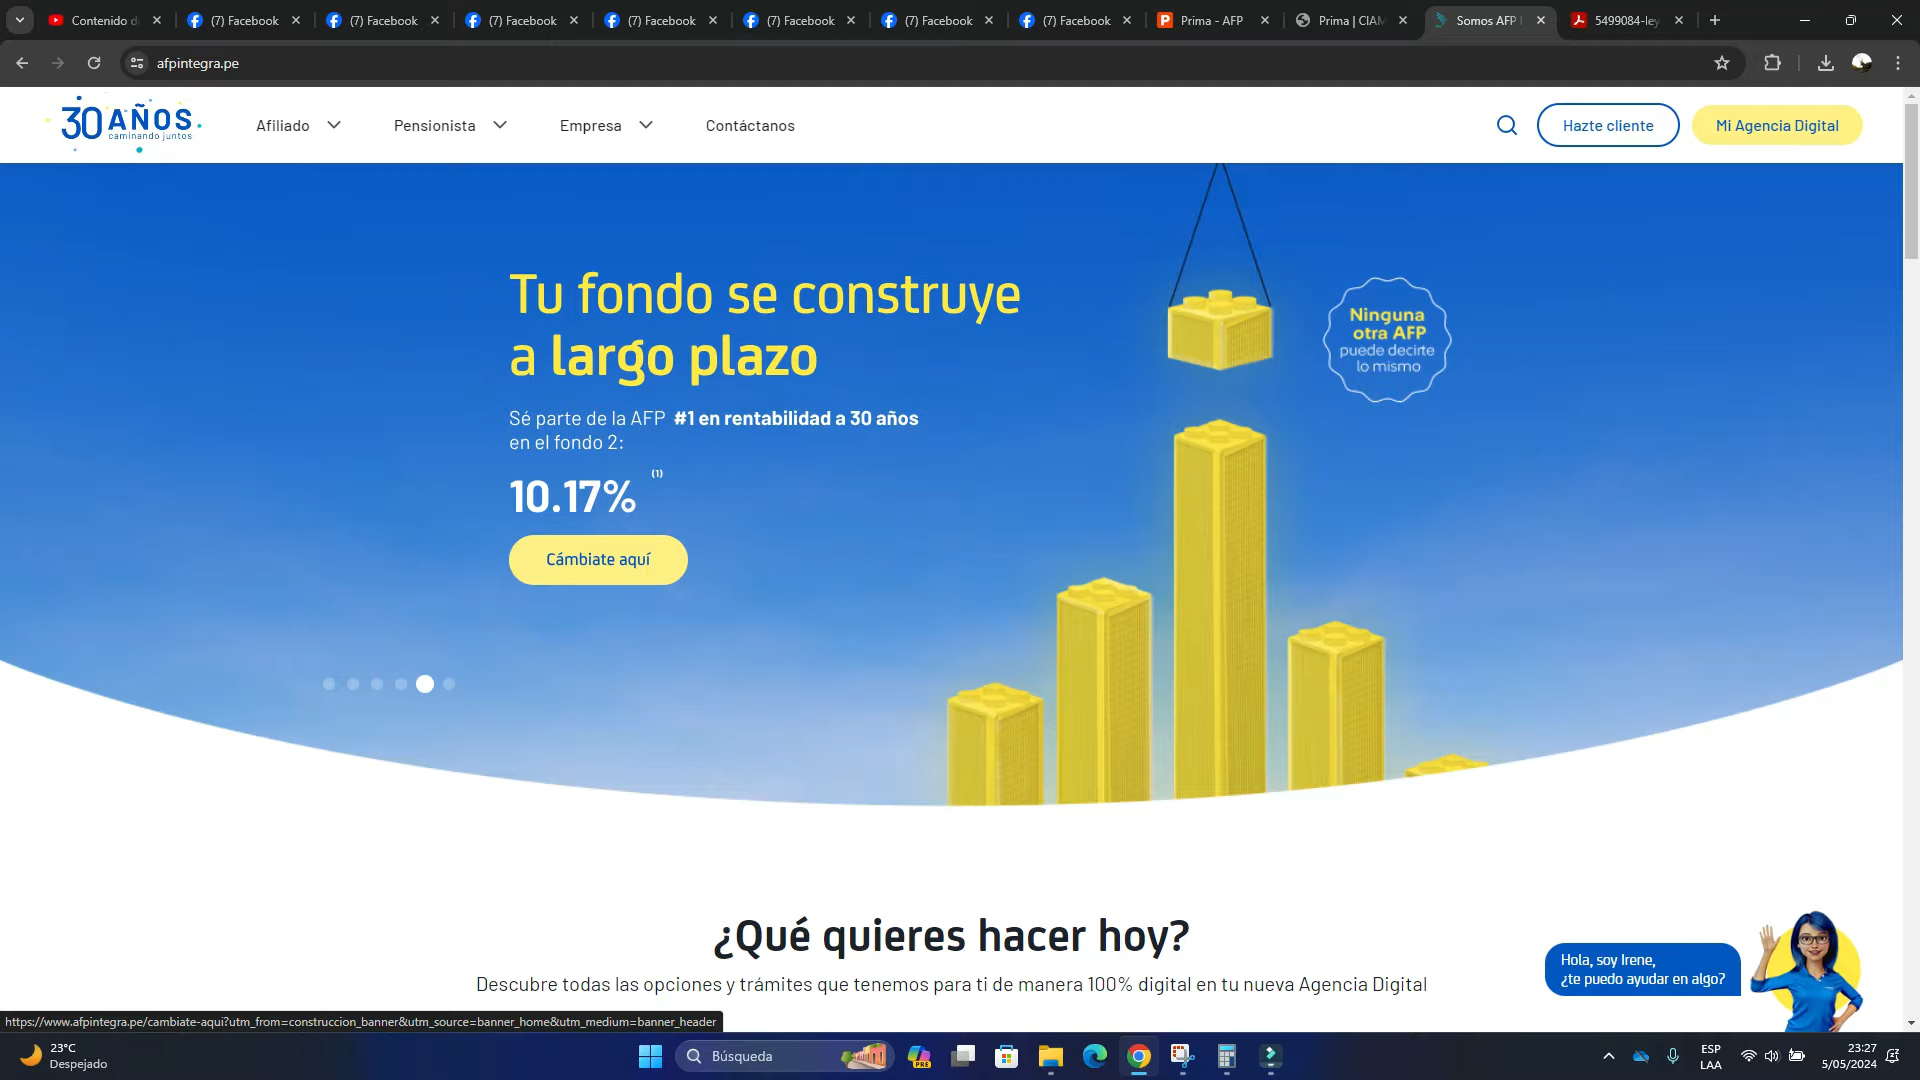 Contenido d
(7) Facebook
(7) Facebook
(7) Facebook
(7) Facebook
(7) Facebook
(7) Facebook
(7) Facebook
Prima - AFP
Prima | CIAM
Somos AFP I
5499084-ley
afpintegra.pe
30 AÑOS
caminando juntos
Afiliado
Pensionista
Empresa
Contáctanos
Hazte cliente
Mi Agencia Digital
Tu fondo se construye
a largo plazo
Sé parte de la AFP #1 en rentabilidad a 30 años
en el fondo 2:
10.17% (1)
Cámbiate aquí
Ninguna
otra AFP
puede decirte
lo mismo
¿Qué quieres hacer hoy?
Descubre todas las opciones y trámites que tenemos para ti de manera 100% digital en tu nueva Agencia Digital
Hola, soy Irene,
¿te puedo ayudar en algo?
https://www.afpintegra.pe/cambiate-aqui?utm_from=construccion_banner&utm_source=banner_home&utm_medium=banner_header
23°C
Despejado
Búsqueda
PRE
ESP
LAA
23:27
5/05/2024